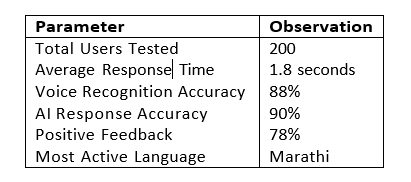 Parameter Observation
Total Users Tested 200
Average Response Time 1.8 seconds
Voice Recognition Accuracy 88%
AI Response Accuracy 90%
Positive Feedback 78%
Most Active Language Marathi